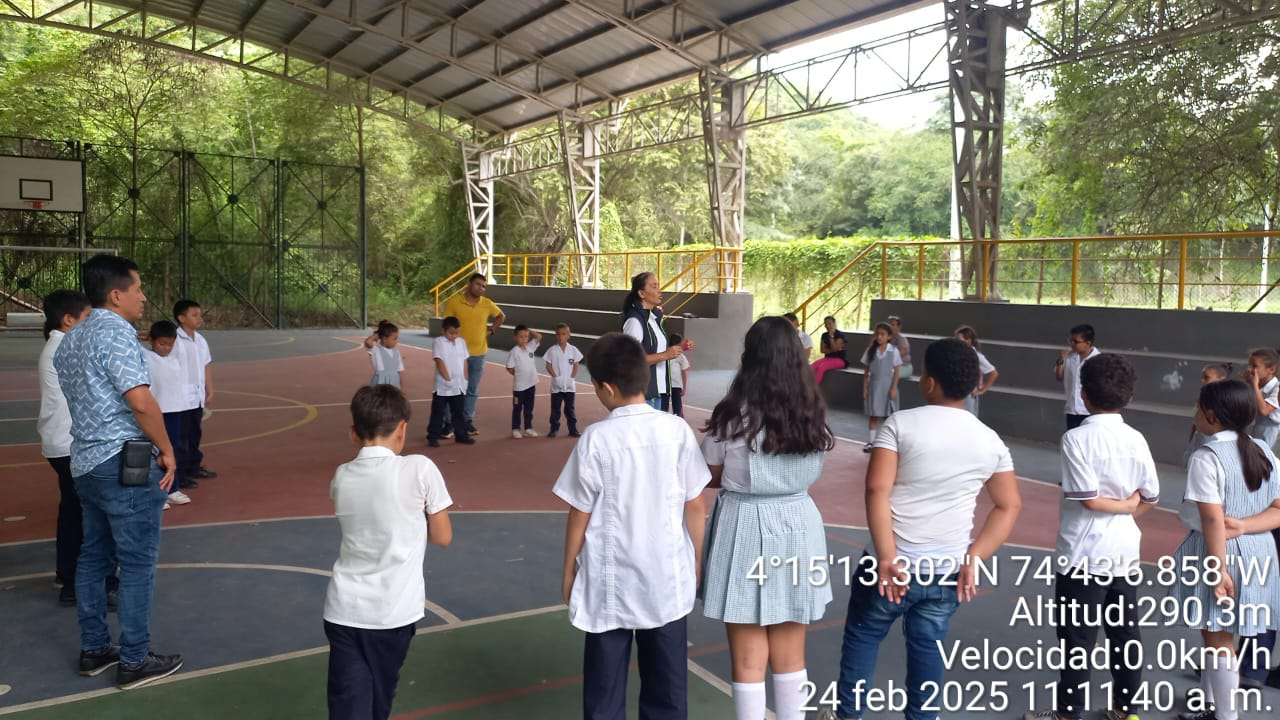 4°15'13.302"N 74°43'6.858"W
Altitud:290.3m
Velocidad:0.0km/h
24 feb 2025 11:11:40 a. m.